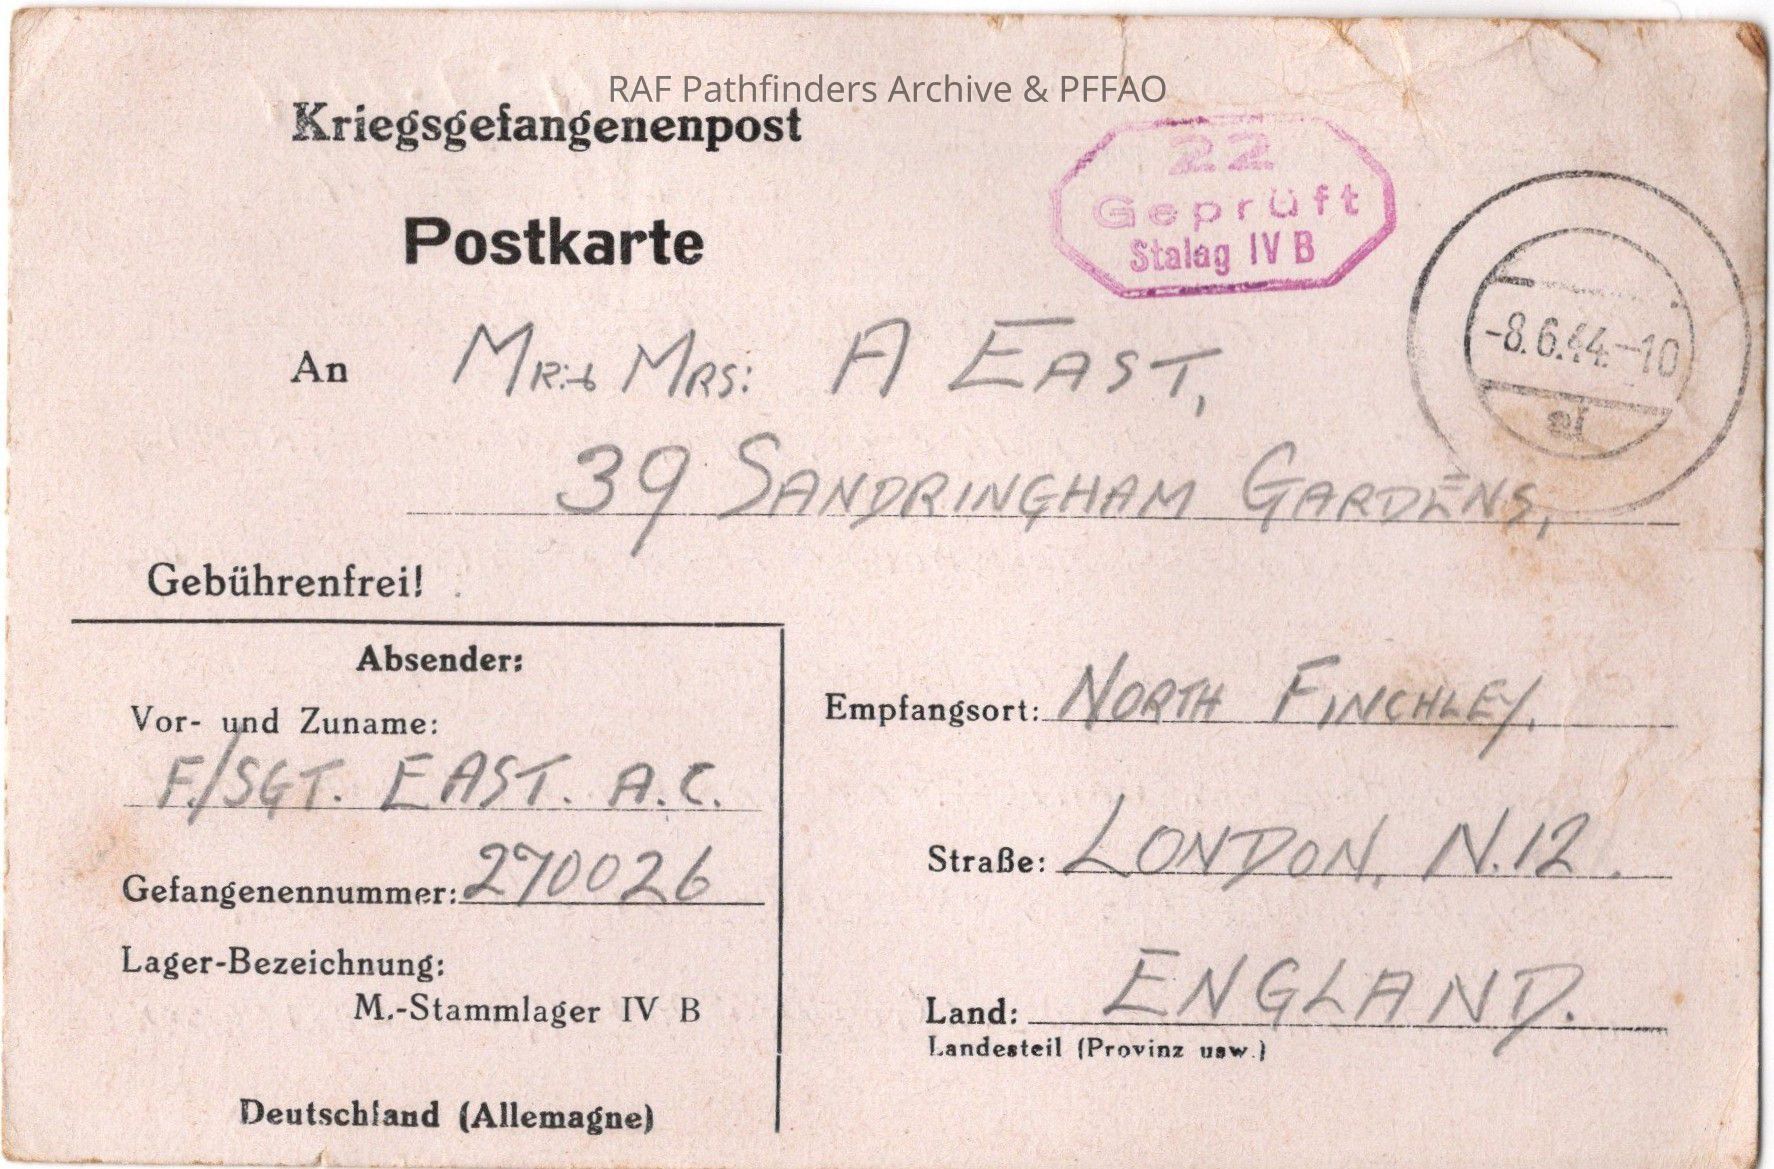 RAF Pathfinders Archive & PFFAO
Kriegsgefangenenpost
22
Geprüft
Stalag IV B
Postkarte
-8.6.44.-10
An Mr: & Mrs: A East,
39 Sandringham Gardens,
Gebührenfrei!
Absender:
Vor- und Zuname:
F/SGT. EAST. A.C.
Gefangenennummer: 270026
Lager-Bezeichnung:
M.-Stammlager IV B
Deutschland (Allemagne)
Empfangsort: North Finchley.
Straße: London. N.12.
Land: England.
Landesteil (Provinz usw.)